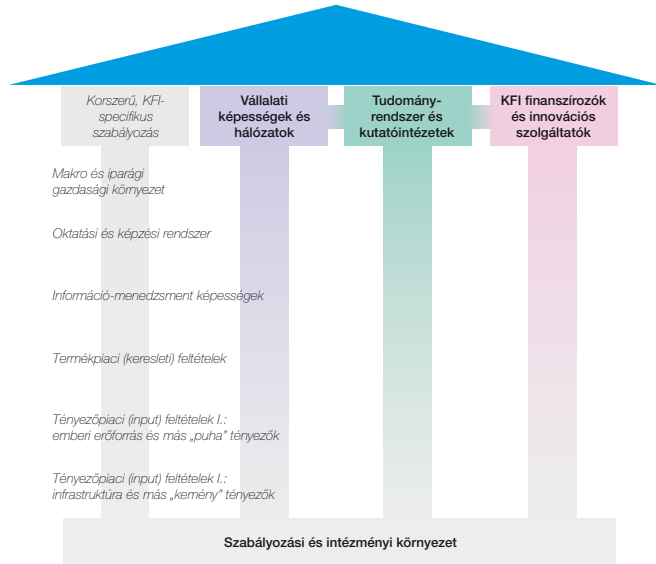 Korszerű, KFI-
specifikus
szabályozás
Vállalati
képességek és
hálózatok
Tudomány-
rendszer és
kutatóintézetek
KFI finanszírozók
és innovációs
szolgáltatók
Makro és iparági
gazdasági környezet
Oktatási és képzési rendszer
Információ-menedzsment képességek
Termékpiaci (keresleti) feltételek
Tényezőpiaci (input) feltételek I.:
emberi erőforrás és más „puha” tényezők
Tényezőpiaci (input) feltételek I.:
infrastruktúra és más „kemény” tényezők
Szabályozási és intézményi környezet